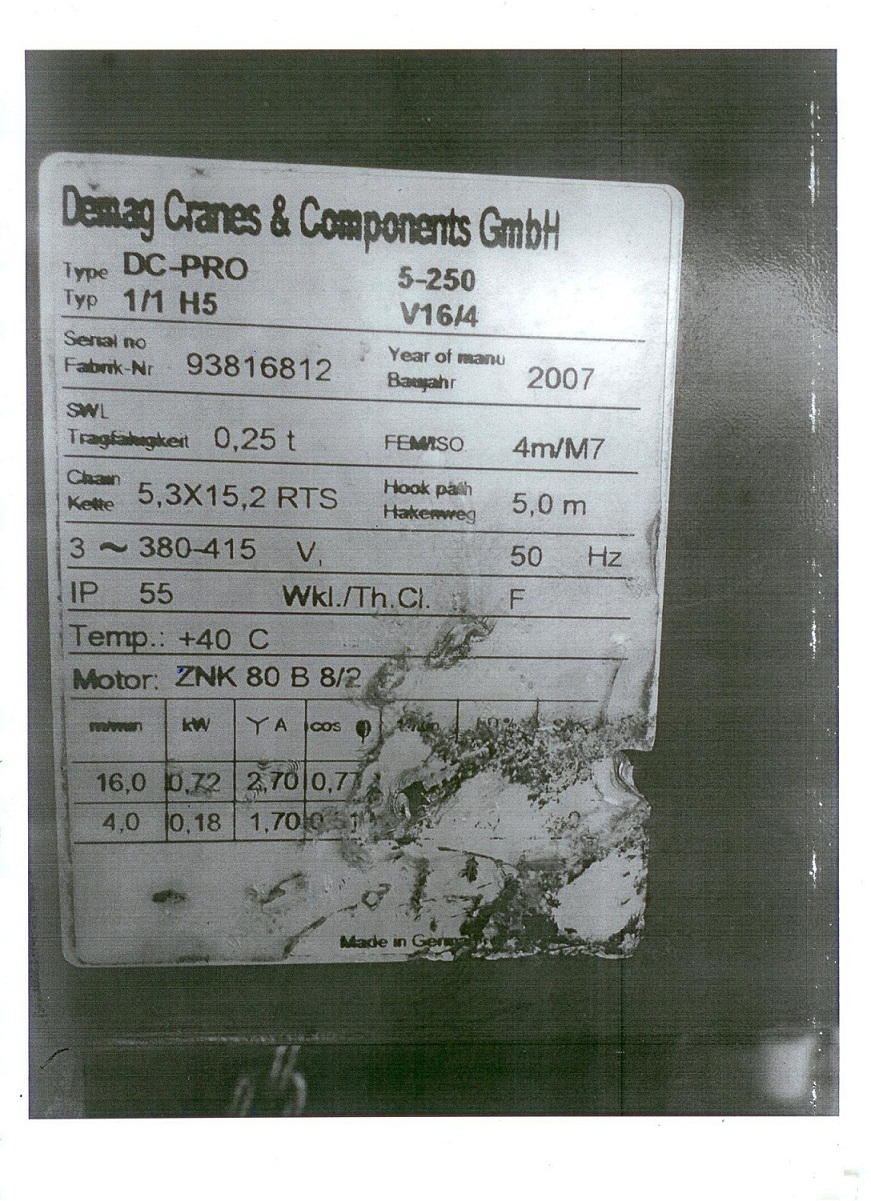 Demag Cranes & Components GmbH
Type DC-PRO 5-250
Typ 1/1 H5 V16/4
Serial no Year of manu
Fabrik-Nr 93816812 Baujahr 2007
SWL
Tragfähigkeit 0,25 t FEM/ISO 4m/M7
Chain Hook path
Kette 5,3X15,2 RTS Hakenweg 5,0 m
3 ~ 380-415 V, 50 Hz
IP 55 Wkl./Th.Cl. F
Temp.: +40 C
Motor: ZNK 80 B 8/2
m/min kW Y A cos φ
16,0 0,72 2,70 0,77
4,0 0,18 1,70 0,51
Made in